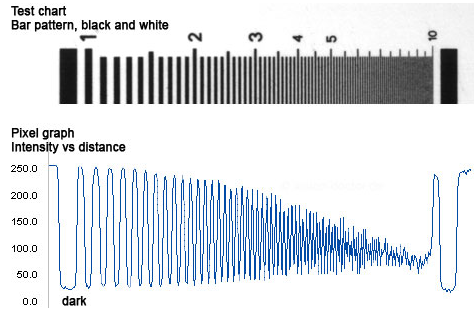 Test chart
Bar pattern, black and white
1 2 3 4 5 10
Pixel graph
Intensity vs distance
250.0
200.0
150.0
100.0
50.0
0.0 dark